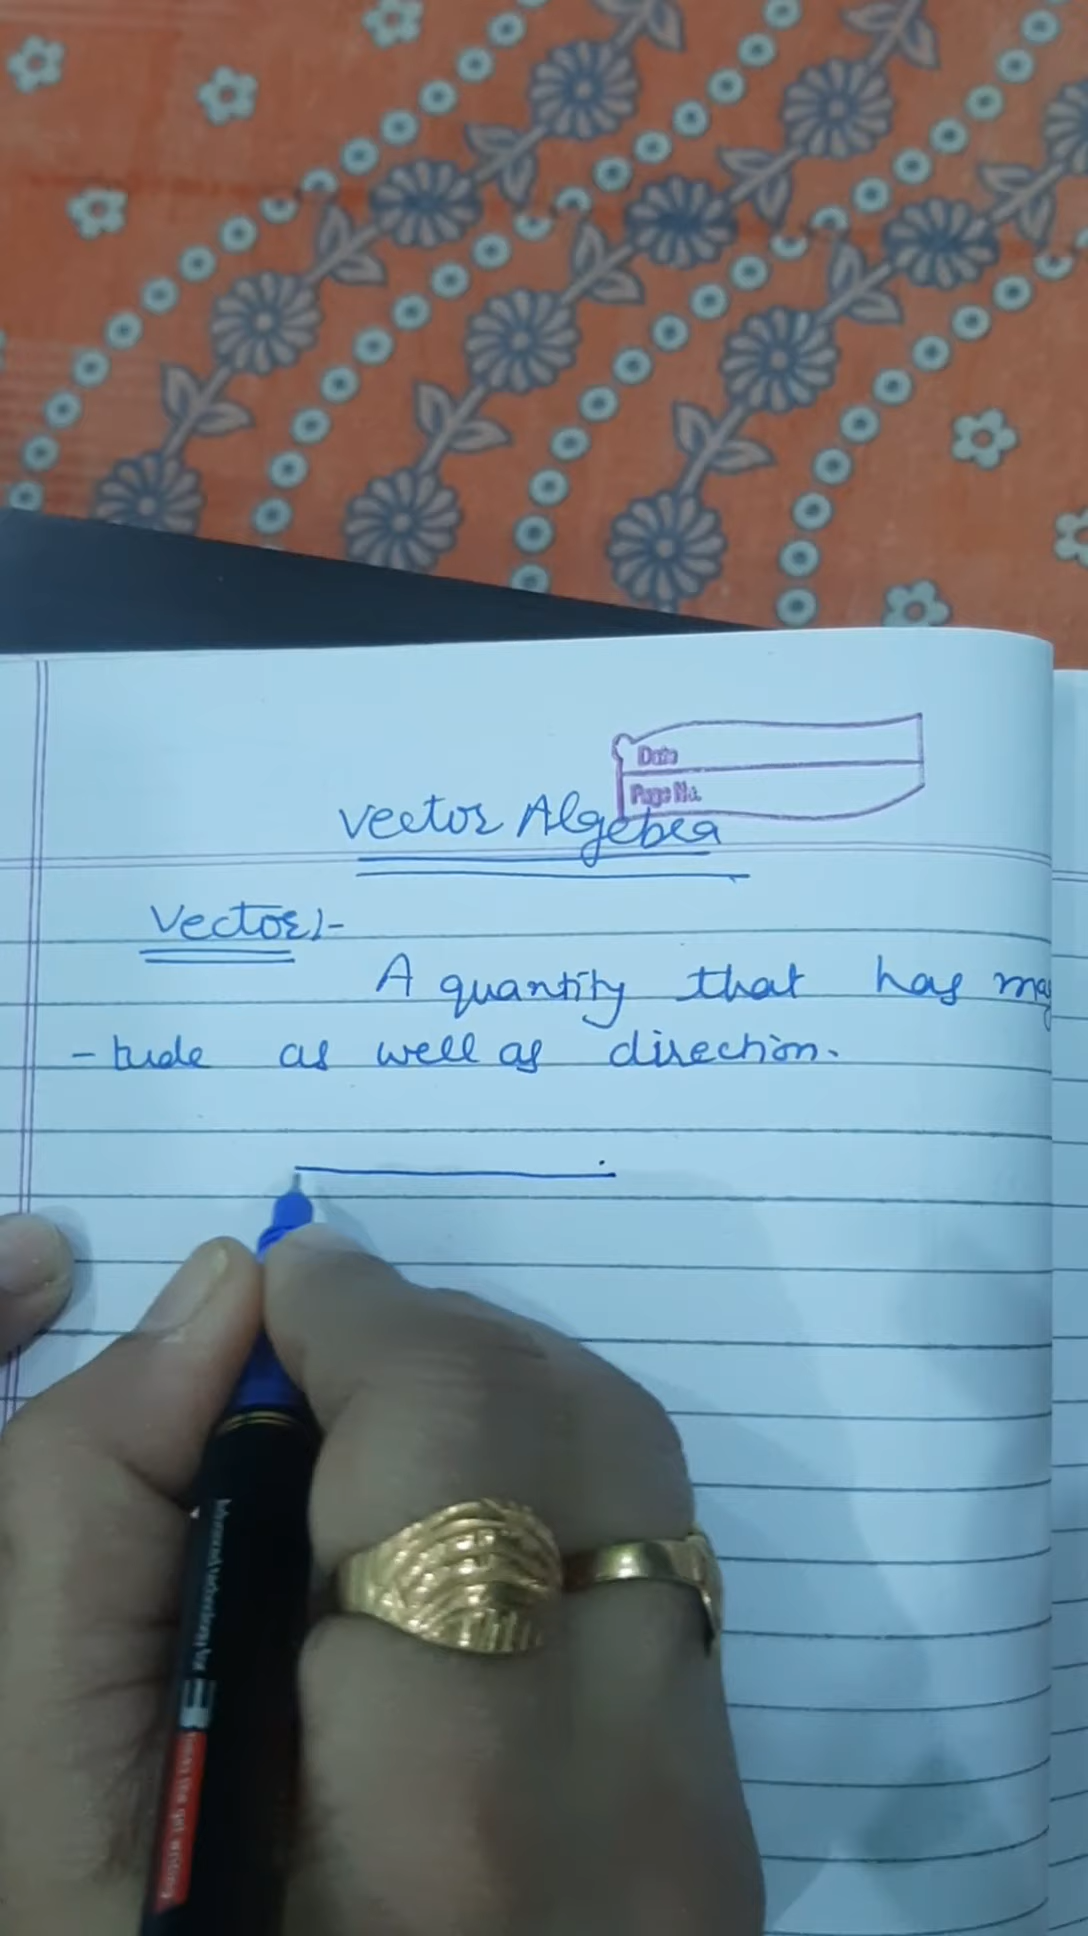 Date
Page No.
Vector Algebra
Vector:-
A quantity that has mag
-tude as well as direction.